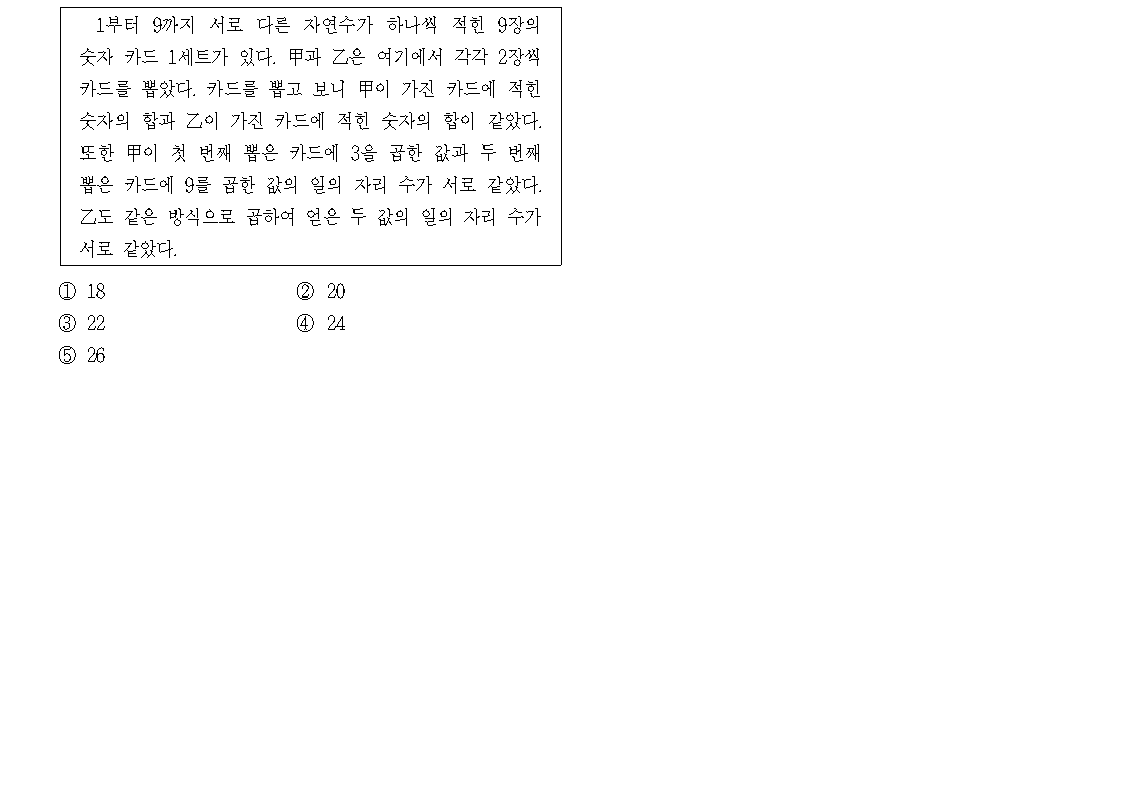 1부터 9까지 서로 다른 자연수가 하나씩 적힌 9장의
숫자 카드 1세트가 있다. 甲과 乙은 여기에서 각각 2장씩
카드를 뽑았다. 카드를 뽑고 보니 甲이 가진 카드에 적힌
숫자의 합과 乙이 가진 카드에 적힌 숫자의 합이 같았다.
또한 甲이 첫 번째 뽑은 카드에 3을 곱한 값과 두 번째
뽑은 카드에 9를 곱한 값의 일의 자리 수가 서로 같았다.
乙도 같은 방식으로 곱하여 얻은 두 값의 일의 자리 수가
서로 같았다.
① 18 ② 20
③ 22 ④ 24
⑤ 26